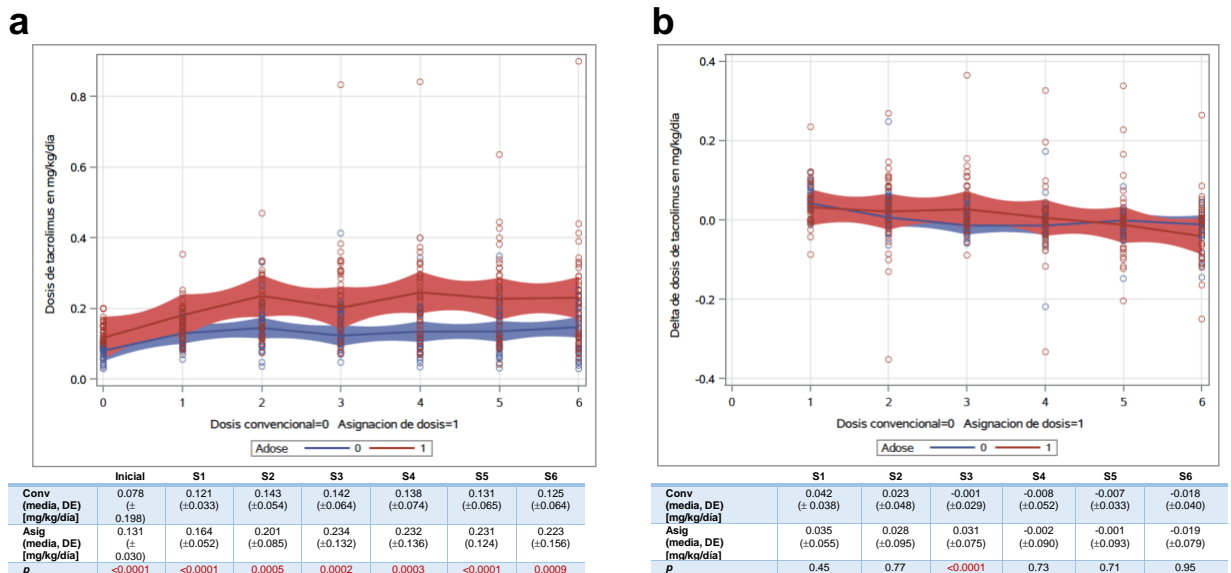 a
Dosis de tacrolimus en mg/kg/día
0.8
0.6
0.4
0.2
0.0
0 1 2 3 4 5 6
Dosis convencional=0 Asignacion de dosis=1
Adose 0 1
Inicial S1 S2 S3 S4 S5 S6
Conv 0.078 0.121 0.143 0.142 0.138 0.131 0.125
(media, DE) (± (±0.033) (±0.054) (±0.064) (±0.074) (±0.065) (±0.064)
[mg/kg/día] 0.198)
Asig 0.131 0.164 0.201 0.234 0.232 0.231 0.223
(media, DE) (± (±0.052) (±0.085) (±0.132) (±0.136) (0.124) (±0.156)
[mg/kg/día] 0.030)
p <0.0001 <0.0001 0.0005 0.0002 0.0003 <0.0001 0.0009
b
Delta de dosis de tacrolimus en mg/kg/día
0.4
0.2
0.0
-0.2
-0.4
0 1 2 3 4 5 6
Dosis convencional=0 Asignacion de dosis=1
Adose 0 1
S1 S2 S3 S4 S5 S6
Conv 0.042 0.023 -0.001 -0.008 -0.007 -0.018
(media, DE) (± 0.038) (±0.048) (±0.029) (±0.052) (±0.033) (±0.040)
[mg/kg/día]
Asig 0.035 0.028 0.031 -0.002 -0.001 -0.019
(media, DE) (±0.055) (±0.095) (±0.075) (±0.090) (±0.093) (±0.079)
[mg/kg/día]
p 0.45 0.77 <0.0001 0.73 0.71 0.95